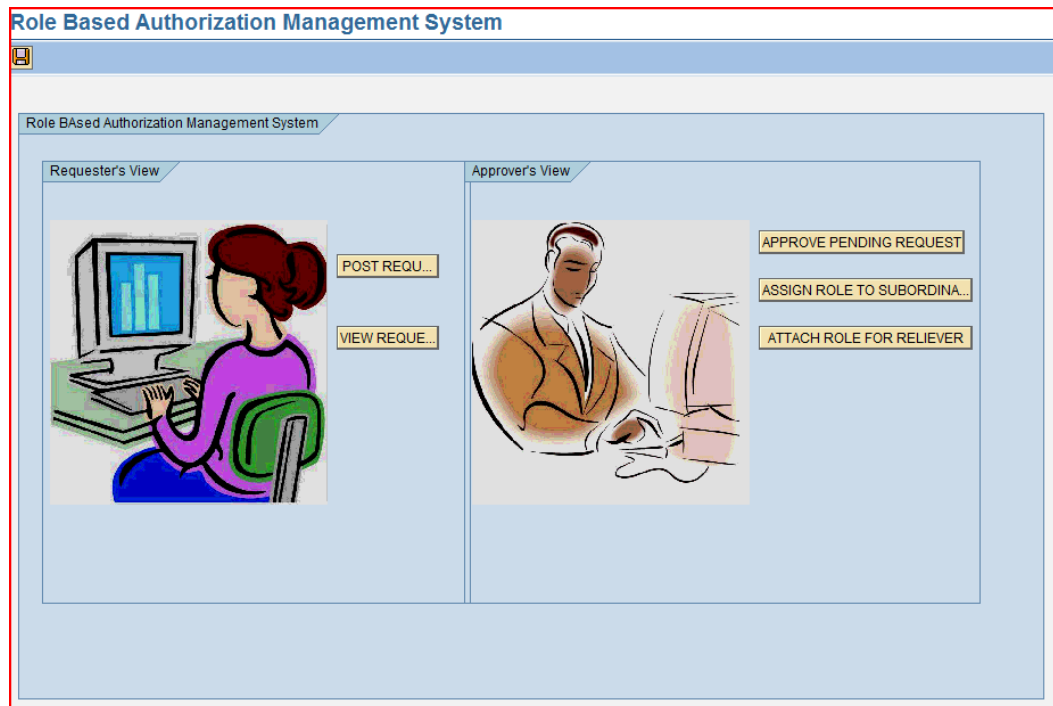 Role Based Authorization Management System
Role BAsed Authorization Management System
Requester's View
Approver's View
POST REQU...
VIEW REQUE...
APPROVE PENDING REQUEST
ASSIGN ROLE TO SUBORDINA...
ATTACH ROLE FOR RELIEVER